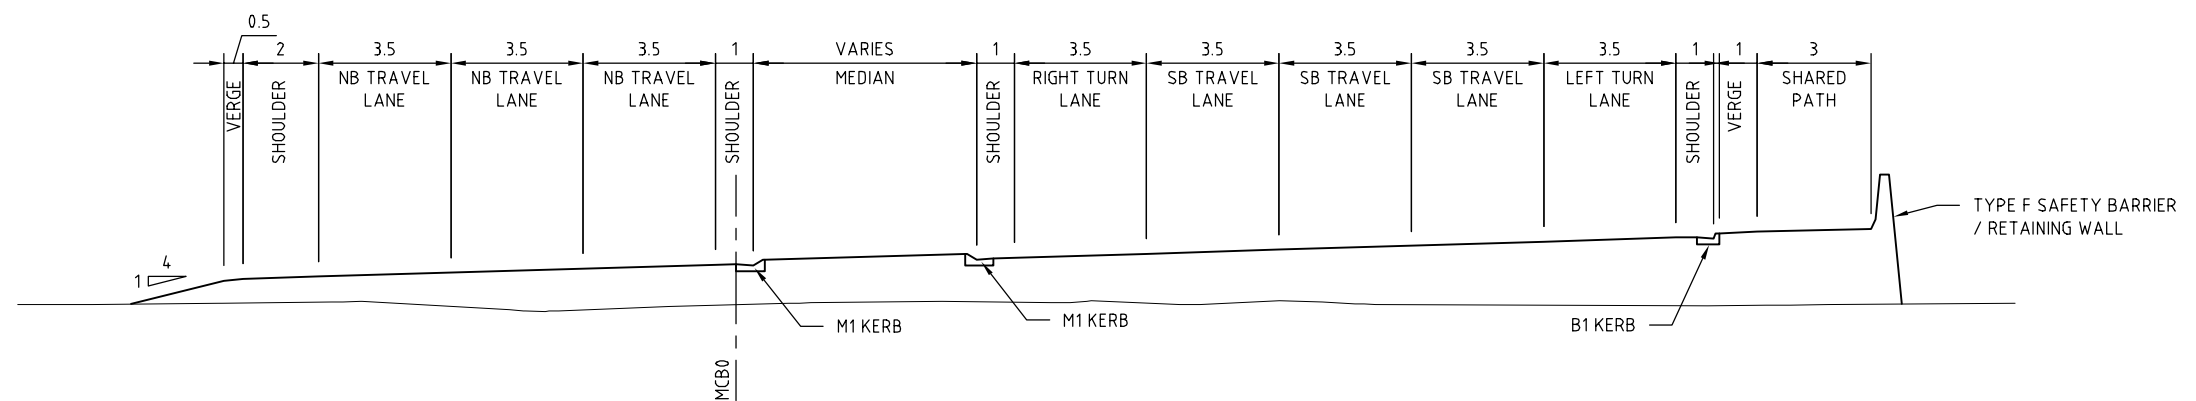 0.5
2
3.5
3.5
3.5
1
VARIES
1
3.5
3.5
3.5
3.5
3.5
1
1
3
VERGE
SHOULDER
NB TRAVEL
LANE
NB TRAVEL
LANE
NB TRAVEL
LANE
SHOULDER
MEDIAN
SHOULDER
RIGHT TURN
LANE
SB TRAVEL
LANE
SB TRAVEL
LANE
SB TRAVEL
LANE
LEFT TURN
LANE
SHOULDER
VERGE
SHARED
PATH
TYPE F SAFETY BARRIER
/ RETAINING WALL
4
1
M1 KERB
M1 KERB
B1 KERB
MCB0